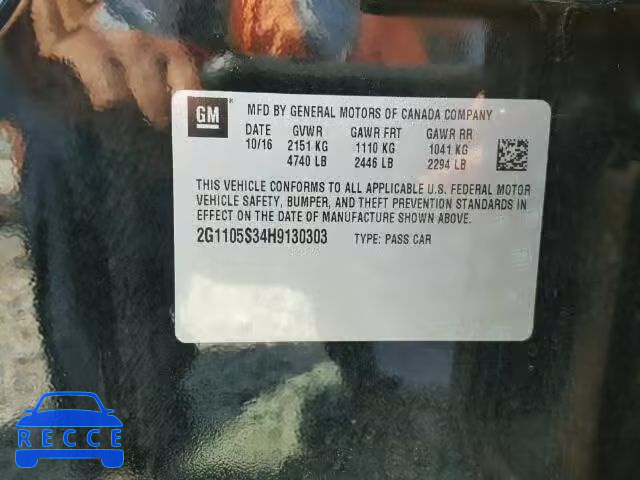 GM
MFD BY GENERAL MOTORS OF CANADA COMPANY
DATE GVWR GAWR FRT GAWR RR
10/16 2151 KG 1110 KG 1041 KG
4740 LB 2446 LB 2294 LB
THIS VEHICLE CONFORMS TO ALL APPLICABLE U.S. FEDERAL MOTOR
VEHICLE SAFETY, BUMPER, AND THEFT PREVENTION STANDARDS IN
EFFECT ON THE DATE OF MANUFACTURE SHOWN ABOVE.
2G1105S34H9130303 TYPE: PASS CAR
RECCE